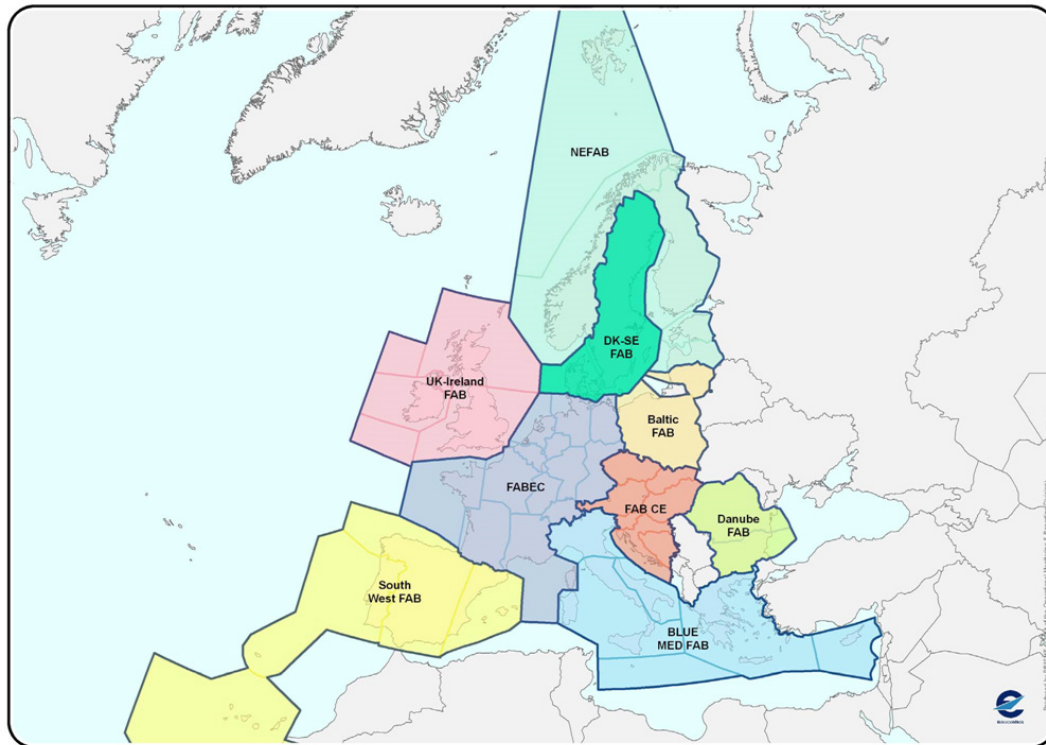 NEFAB
DK-SE
FAB
UK-Ireland
FAB
Baltic
FAB
FABEC
FAB CE
Danube
FAB
South
West FAB
BLUE
MED FAB